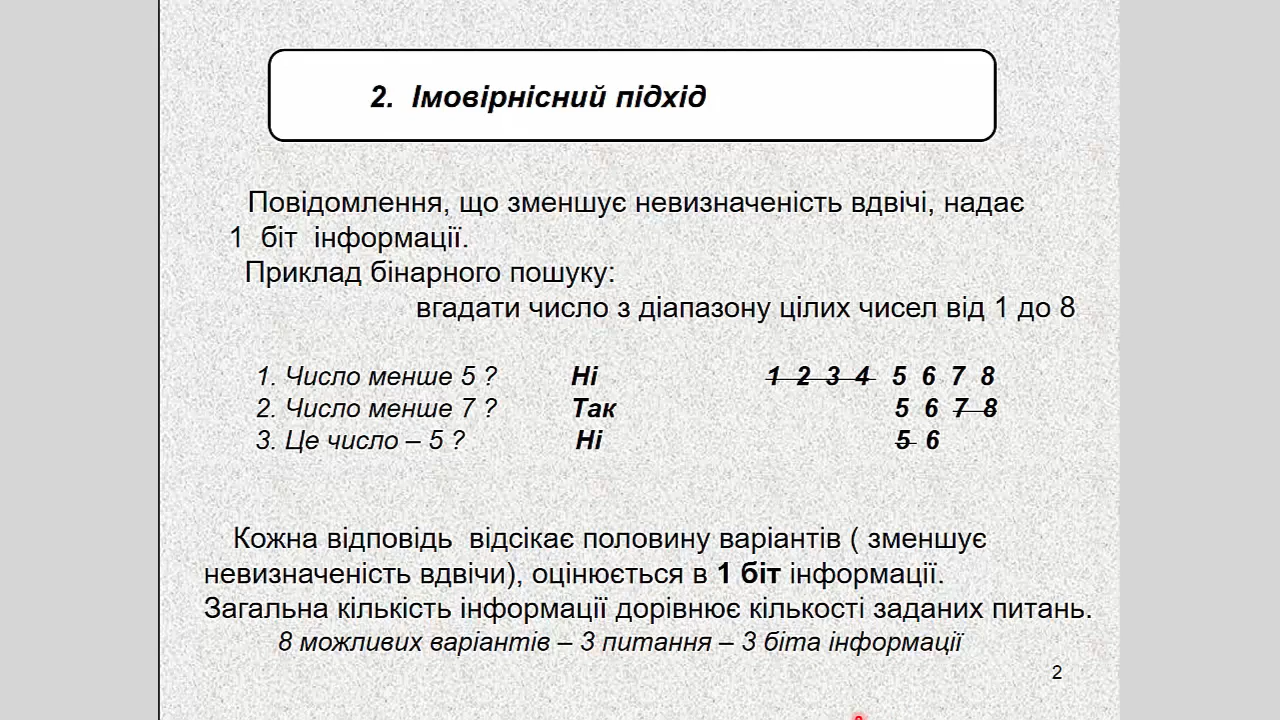 2. Імовірнісний підхід
Повідомлення, що зменшує невизначеність вдвічі, надає
1 біт інформації.
Приклад бінарного пошуку:
вгадати число з діапазону цілих чисел від 1 до 8
1. Число менше 5 ? Ні 1 2 3 4 5 6 7 8
2. Число менше 7 ? Так 5 6 7 8
3. Це число – 5 ? Ні 5 6
Кожна відповідь відсікає половину варіантів ( зменшує
невизначеність вдвічи), оцінюється в 1 біт інформації.
Загальна кількість інформації дорівнює кількості заданих питань.
8 можливих варіантів – 3 питання – 3 біта інформації
2